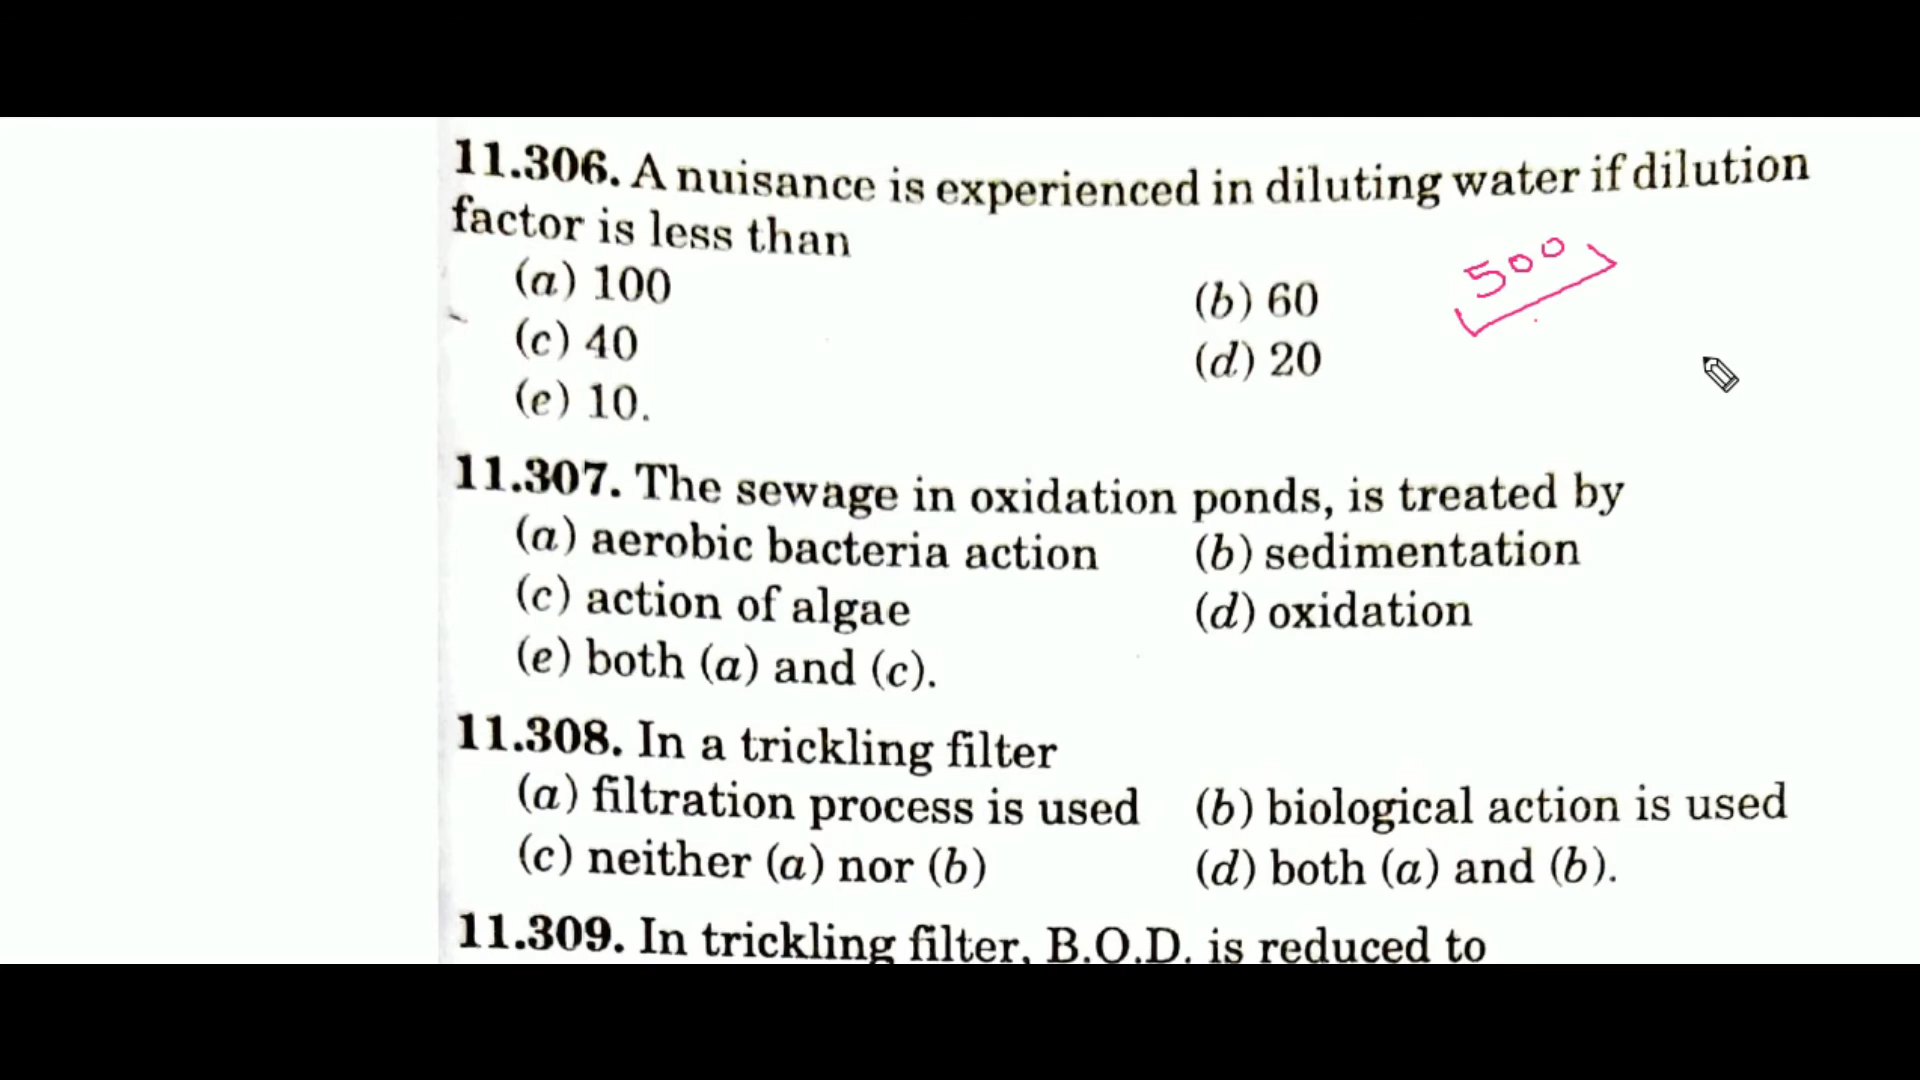 11.306. A nuisance is experienced in diluting water if dilution
factor is less than
(a) 100 (b) 60
500
(c) 40 (d) 20
(e) 10.
11.307. The sewage in oxidation ponds, is treated by
(a) aerobic bacteria action (b) sedimentation
(c) action of algae (d) oxidation
(e) both (a) and (c).
11.308. In a trickling filter
(a) filtration process is used (b) biological action is used
(c) neither (a) nor (b) (d) both (a) and (b).
11.309. In trickling filter, B.O.D. is reduced to